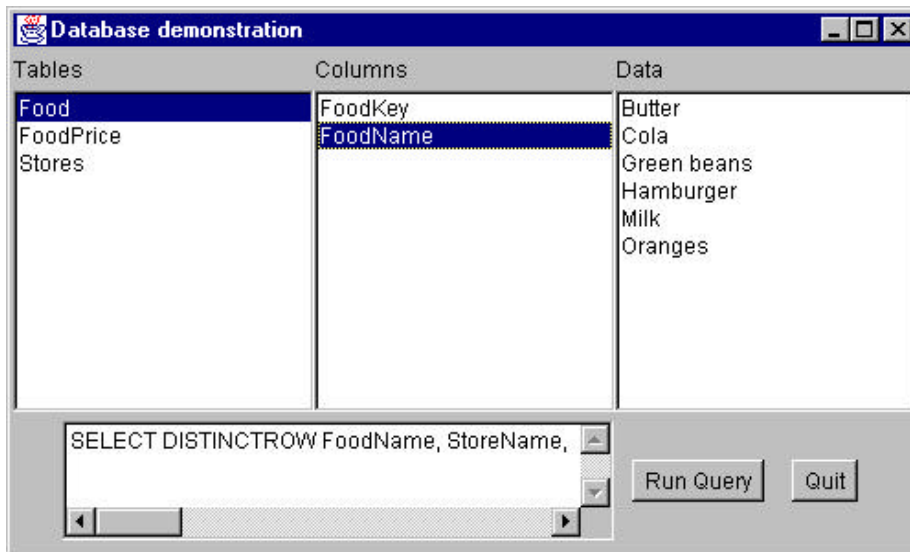 Database demonstration
Tables
Columns
Data
Food
FoodPrice
Stores
FoodKey
FoodName
Butter
Cola
Green beans
Hamburger
Milk
Oranges
SELECT DISTINCTROW FoodName, StoreName,
Run Query
Quit